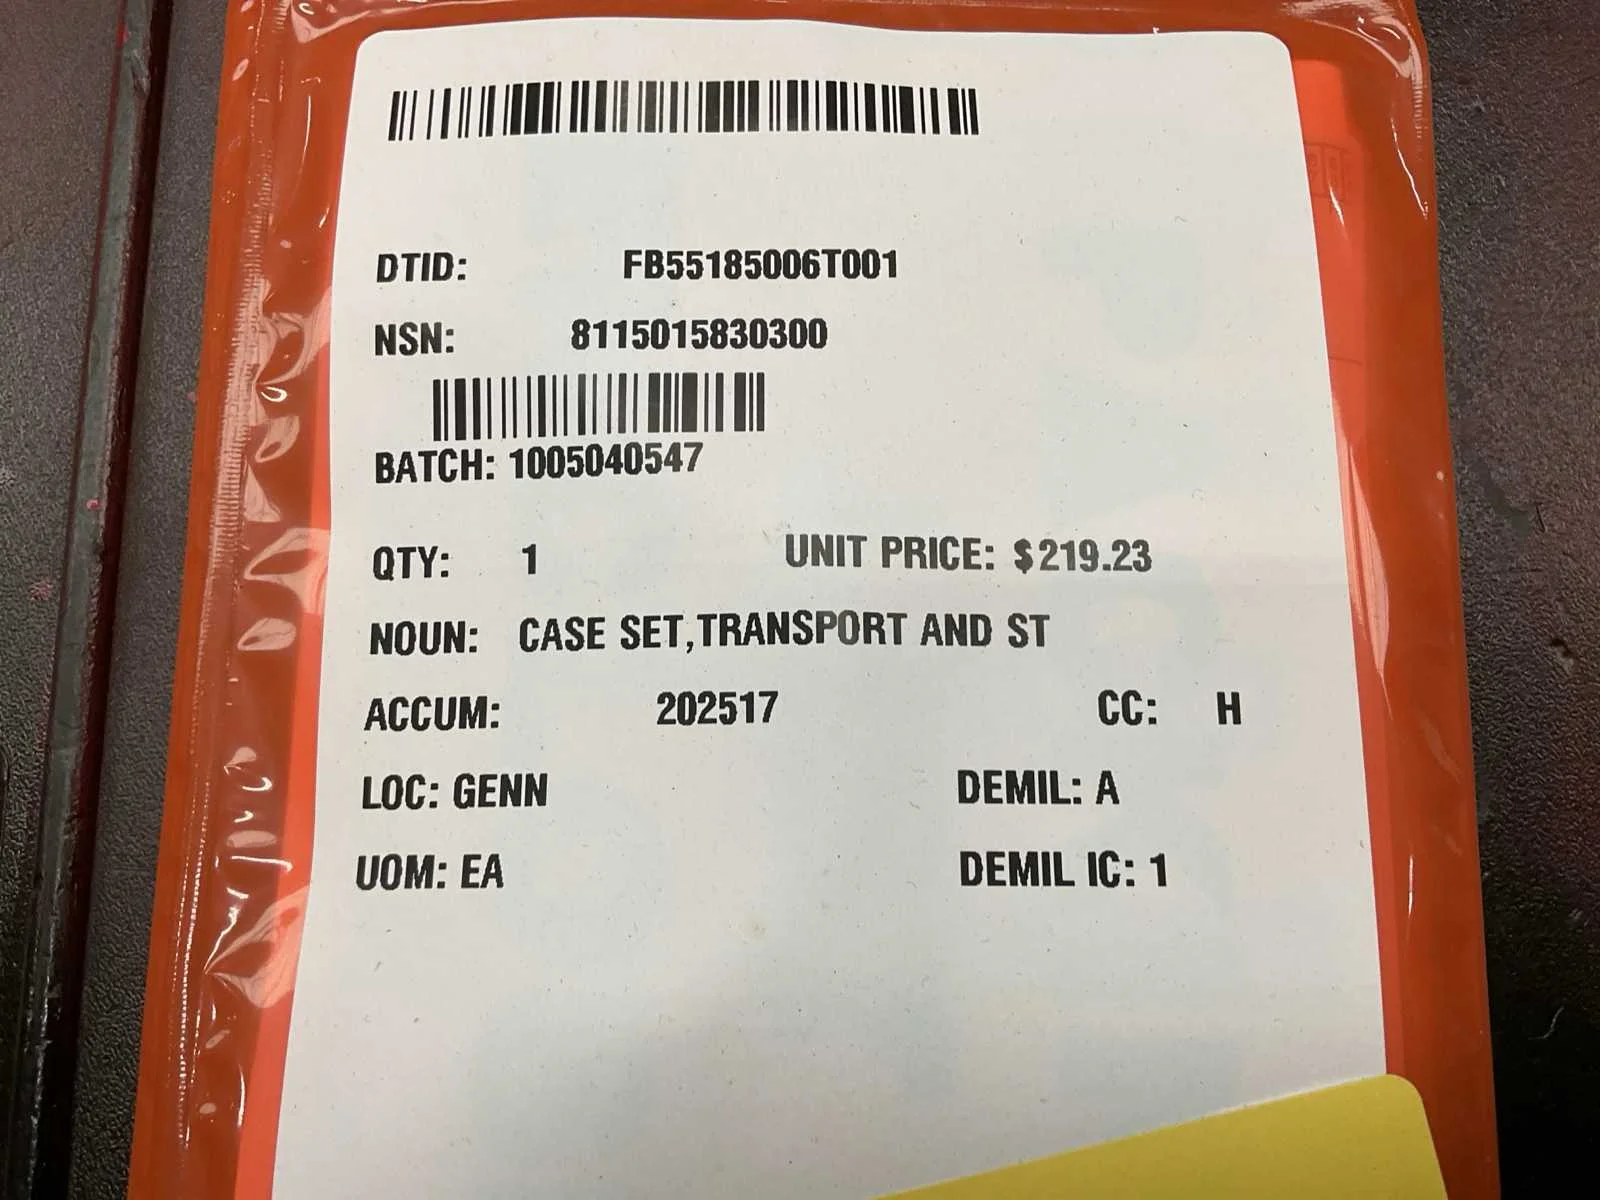 DTID: FB55185006T001
NSN: 8115015830300
BATCH: 1005040547
QTY: 1 UNIT PRICE: $219.23
NOUN: CASE SET,TRANSPORT AND ST
ACCUM: 202517 CC: H
LOC: GENN DEMIL: A
UOM: EA DEMIL IC: 1